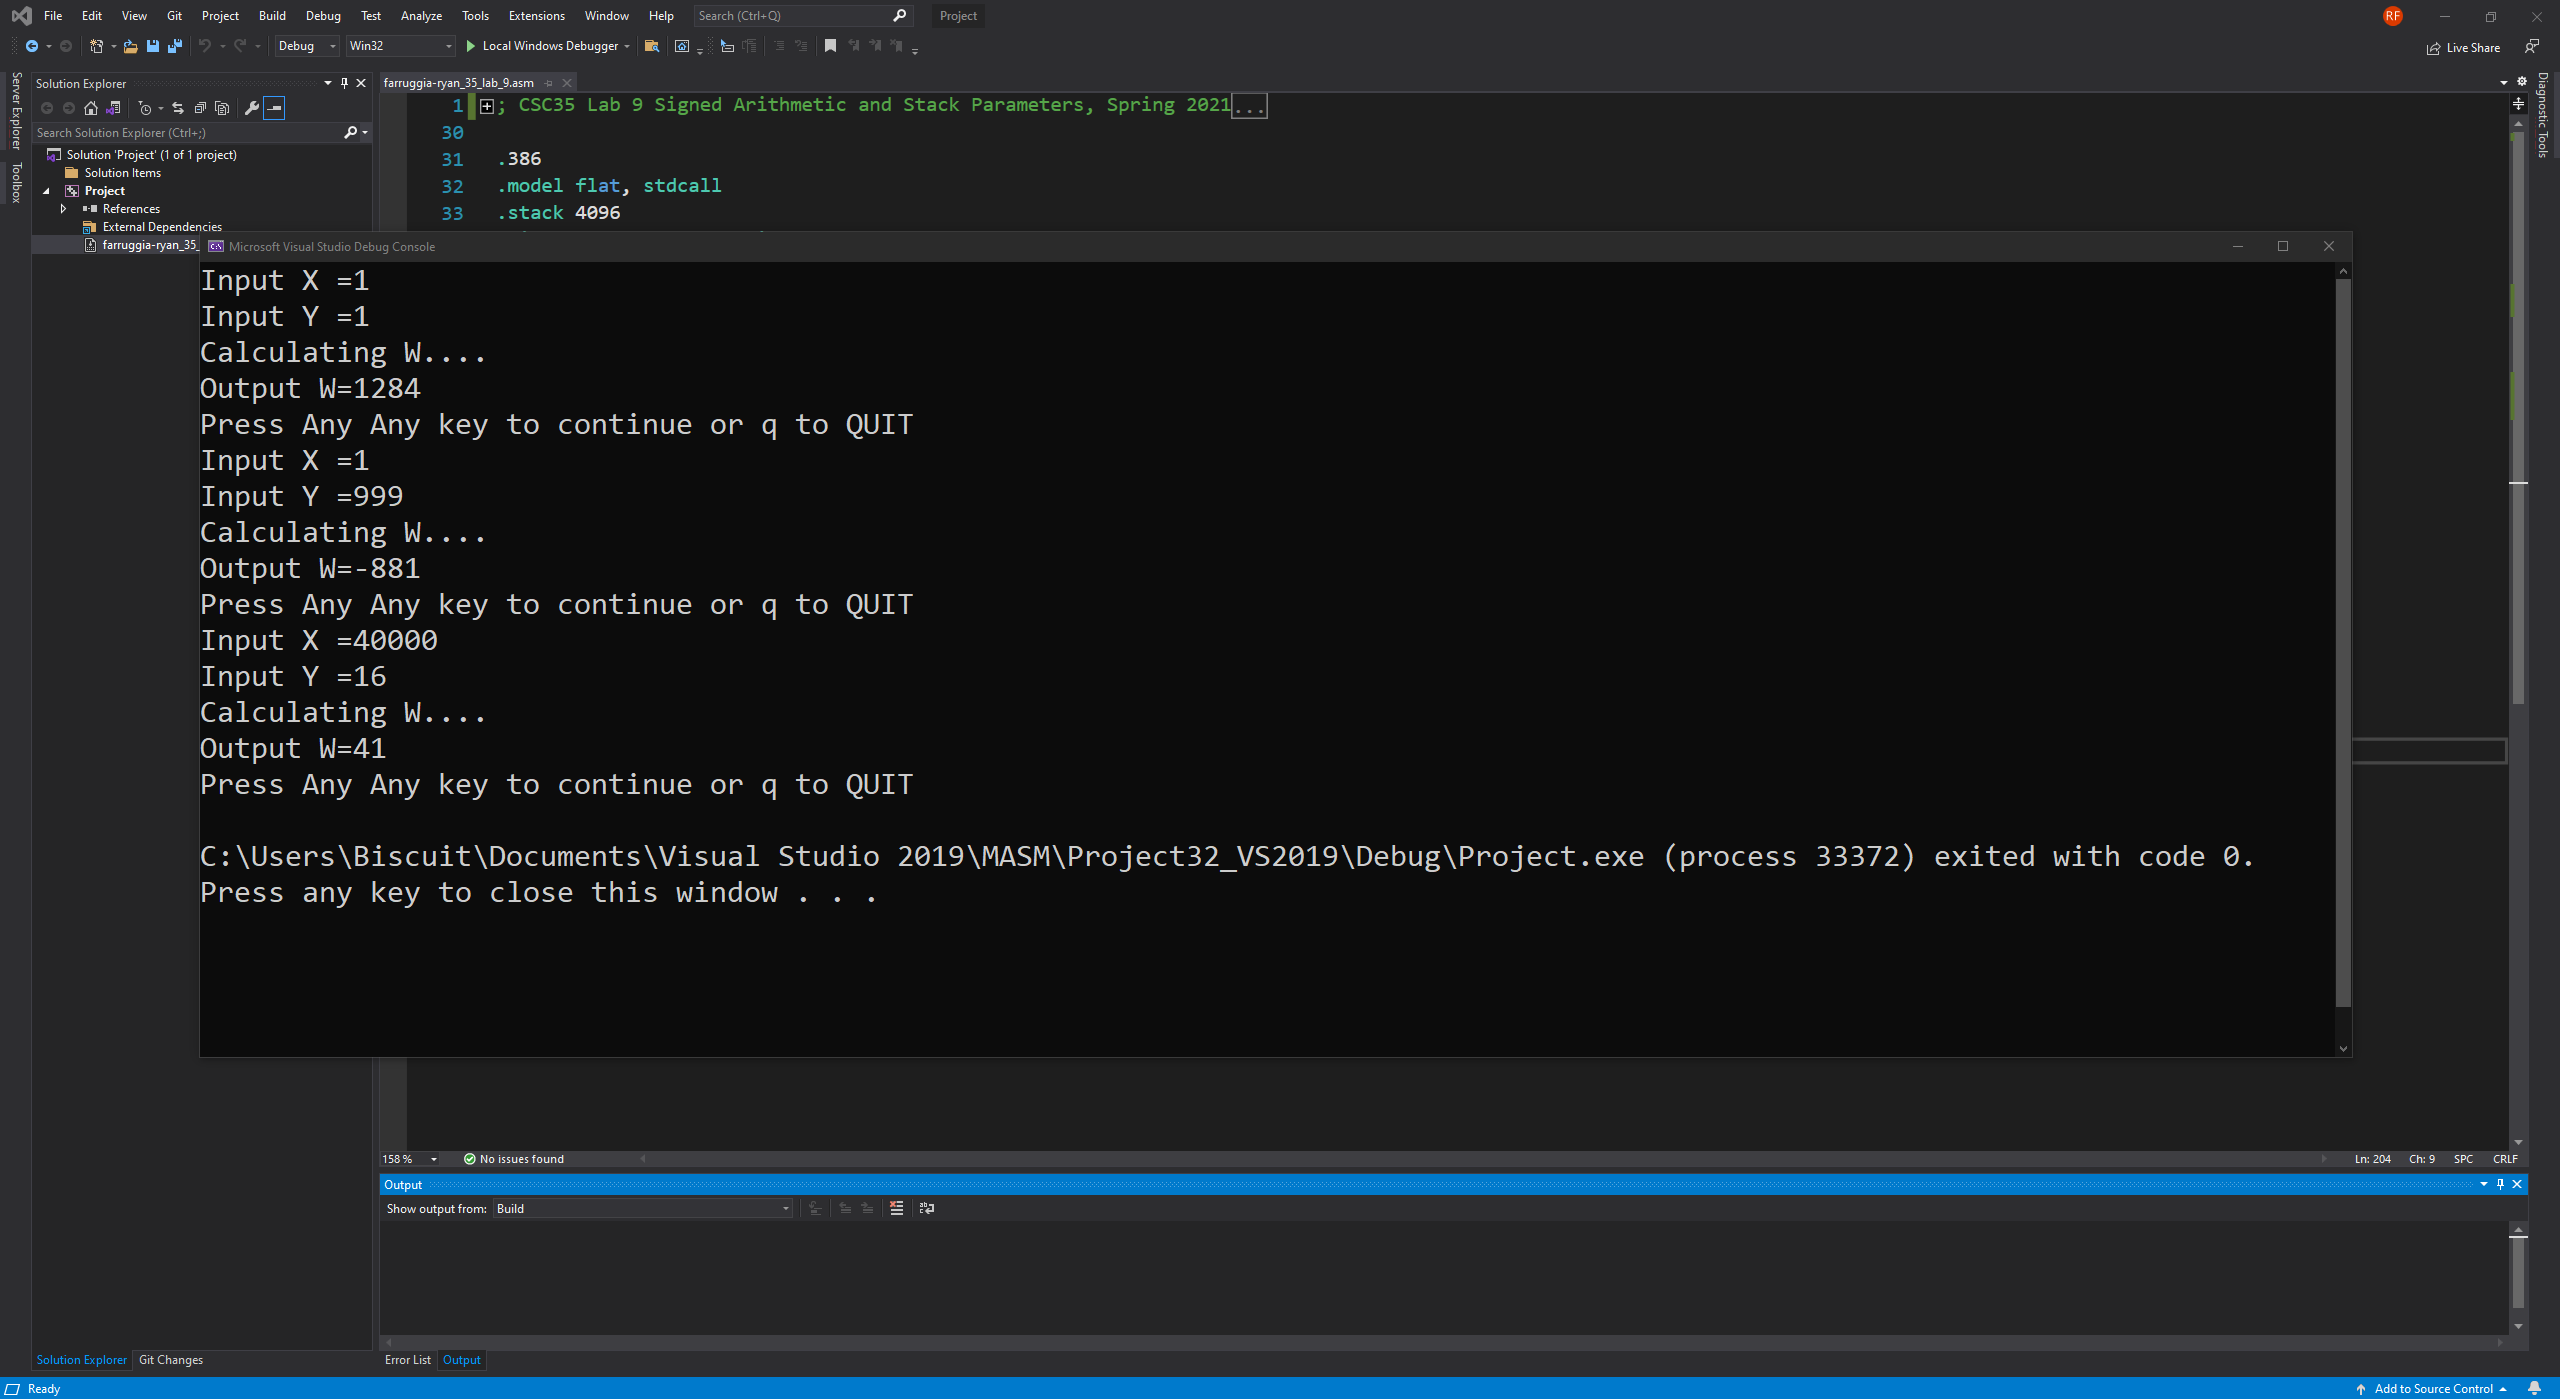 File Edit View Git Project Build Debug Test Analyze Tools Extensions Window Help Search (Ctrl+Q) Project RF
Debug Win32 Local Windows Debugger Live Share
Server Explorer
Toolbox
Solution Explorer
Search Solution Explorer (Ctrl+;)
Solution 'Project' (1 of 1 project)
Solution Items
Project
References
External Dependencies
farruggia-ryan_35_
farruggia-ryan_35_lab_9.asm
Diagnostic Tools
1 ; CSC35 Lab 9 Signed Arithmetic and Stack Parameters, Spring 2021...
30
31 .386
32 .model flat, stdcall
33 .stack 4096
Microsoft Visual Studio Debug Console
Input X =1
Input Y =1
Calculating W....
Output W=1284
Press Any Any key to continue or q to QUIT
Input X =1
Input Y =999
Calculating W....
Output W=-881
Press Any Any key to continue or q to QUIT
Input X =40000
Input Y =16
Calculating W....
Output W=41
Press Any Any key to continue or q to QUIT
C:\Users\Biscuit\Documents\Visual Studio 2019\MASM\Project32_VS2019\Debug\Project.exe (process 33372) exited with code 0.
Press any key to close this window . . .
158 % No issues found Ln: 204 Ch: 9 SPC CRLF
Output
Show output from: Build
Solution Explorer Git Changes
Error List Output
Ready Add to Source Control